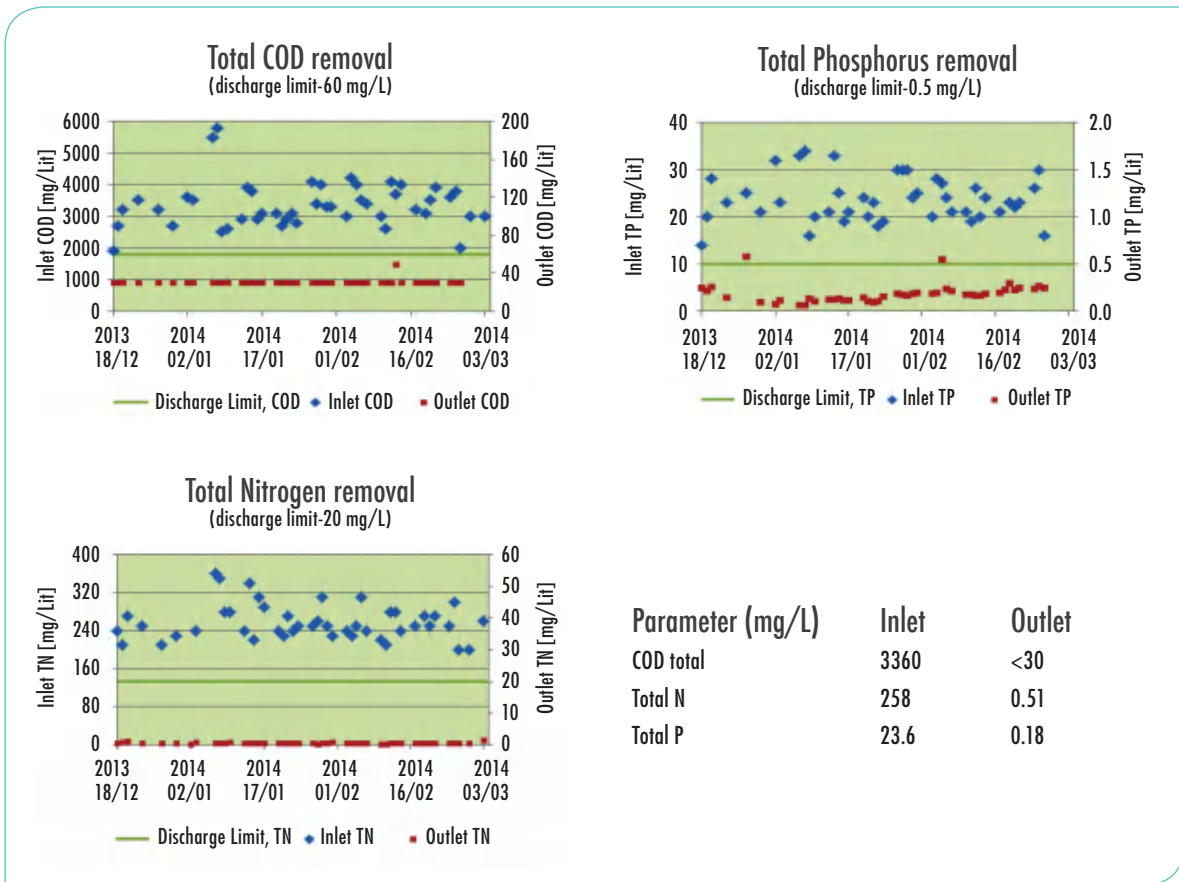 Total COD removal
(discharge limit-60 mg/L)
Inlet COD [mg/Lit]
6000
5000
4000
3000
2000
1000
0
200
160
120
80
40
0
Outlet COD [mg/Lit]
2013 2014 2014 2014 2014 2014
18/12 02/01 17/01 01/02 16/02 03/03
Discharge Limit, COD Inlet COD Outlet COD
Total Phosphorus removal
(discharge limit-0.5 mg/L)
Inlet TP [mg/Lit]
40
30
20
10
0
2.0
1.5
1.0
0.5
0.0
Outlet TP [mg/Lit]
2013 2014 2014 2014 2014 2014
18/12 02/01 17/01 01/02 16/02 03/03
Discharge Limit, TP Inlet TP Outlet TP
Total Nitrogen removal
(discharge limit-20 mg/L)
Inlet TN [mg/Lit]
400
320
240
160
80
0
60
50
40
30
20
10
0
Outlet TN [mg/Lit]
2013 2014 2014 2014 2014 2014
18/12 02/01 17/01 01/02 16/02 03/03
Discharge Limit, TN Inlet TN Outlet TN
Parameter (mg/L) Inlet Outlet
COD total 3360 <30
Total N 258 0.51
Total P 23.6 0.18